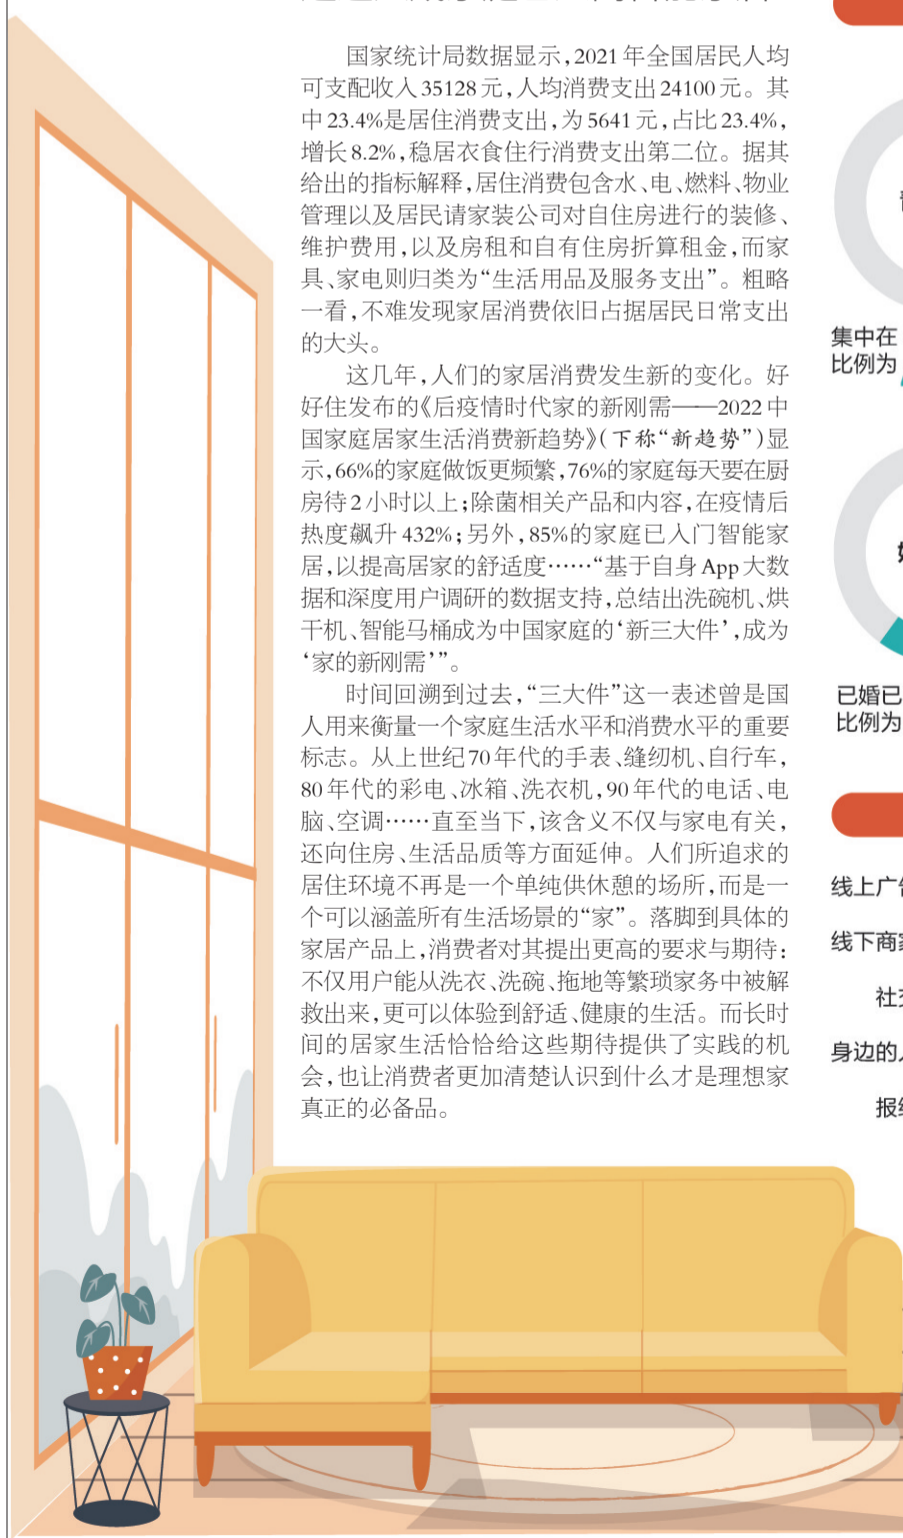 国家统计局数据显示,2021年全国居民人均
可支配收入35128元,人均消费支出24100元。其
中23.4%是居住消费支出,为5641元,占比23.4%,
增长8.2%,稳居衣食住行消费支出第二位。据其
给出的指标解释,居住消费包含水、电、燃料、物业
管理以及居民请家装公司对自住房进行的装修、
维护费用,以及房租和自有住房折算租金,而家
具、家电则归类为“生活用品及服务支出”。粗略
一看,不难发现家居消费依旧占据居民日常支出
的大头。
这几年,人们的家居消费发生新的变化。好
好住发布的《后疫情时代家的新刚需——2022中
国家庭居家生活消费新趋势》(下称“新趋势”)显
示,66%的家庭做饭更频繁,76%的家庭每天要在厨
房待2小时以上;除菌相关产品和内容,在疫情后
热度飙升432%;另外,85%的家庭已入门智能家
居,以提高居家的舒适度……“基于自身App大数
据和深度用户调研的数据支持,总结出洗碗机、烘
干机、智能马桶成为中国家庭的‘新三大件’,成为
‘家的新刚需’”。
时间回溯到过去,“三大件”这一表述曾是国
人用来衡量一个家庭生活水平和消费水平的重要
标志。从上世纪70年代的手表、缝纫机、自行车,
80年代的彩电、冰箱、洗衣机,90年代的电话、电
脑、空调……直至当下,该含义不仅与家电有关,
还向住房、生活品质等方面延伸。人们所追求的
居住环境不再是一个单纯供休憩的场所,而是一
个可以涵盖所有生活场景的“家”。落脚到具体的
家居产品上,消费者对其提出更高的要求与期待:
不仅用户能从洗衣、洗碗、拖地等繁琐家务中被解
救出来,更可以体验到舒适、健康的生活。而长时
间的居家生活恰恰给这些期待提供了实践的机
会,也让消费者更加清楚认识到什么才是理想家
真正的必备品。
集中在
比例为
已婚已
比例为
线上广
线下商
社
身边的
报